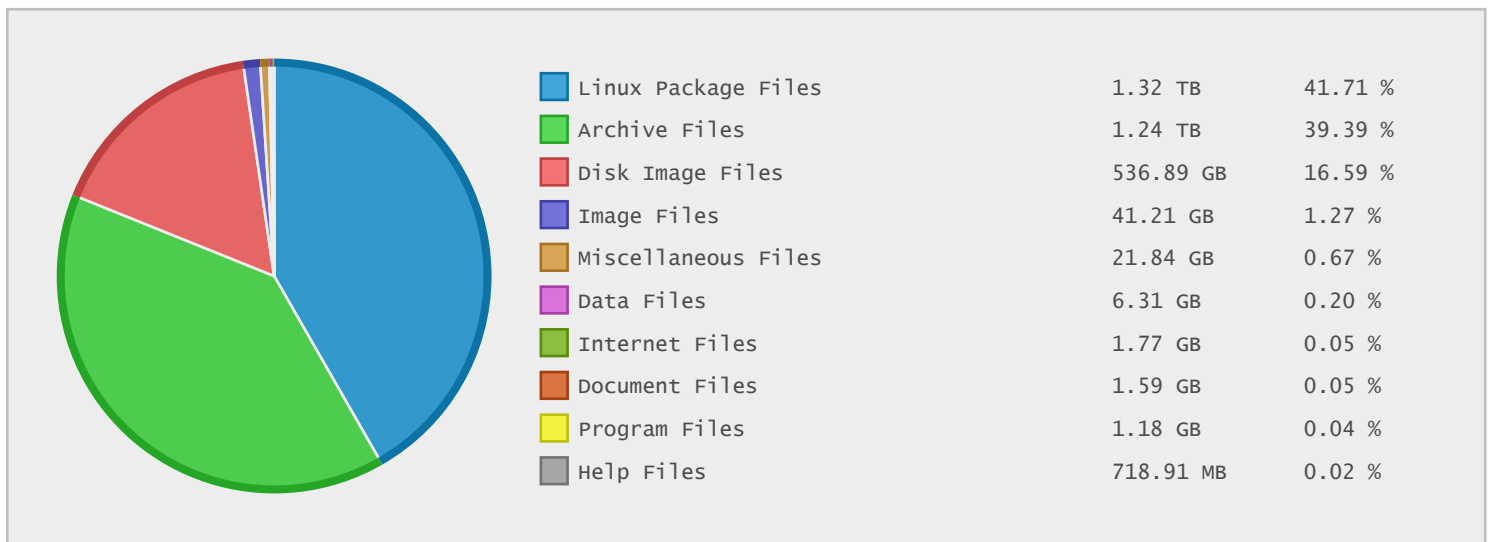 Linux Package Files 1.32 TB 41.71 %
Archive Files 1.24 TB 39.39 %
Disk Image Files 536.89 GB 16.59 %
Image Files 41.21 GB 1.27 %
Miscellaneous Files 21.84 GB 0.67 %
Data Files 6.31 GB 0.20 %
Internet Files 1.77 GB 0.05 %
Document Files 1.59 GB 0.05 %
Program Files 1.18 GB 0.04 %
Help Files 718.91 MB 0.02 %